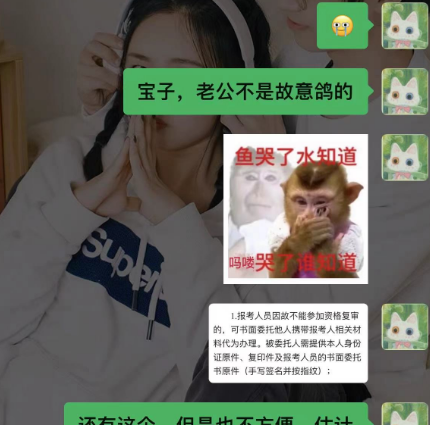 宝子，老公不是故意鸽的
鱼哭了水知道
吗喽哭了谁知道
Super
1.报考人员因故不能参加资格复审
的，可书面委托他人携带报考人相关材
料代为办理。被委托人需提供本人身份
证原件、复印件及报考人员的书面委托
书原件（手写签名并按指纹）；
还有这个，但是也不方便，估计